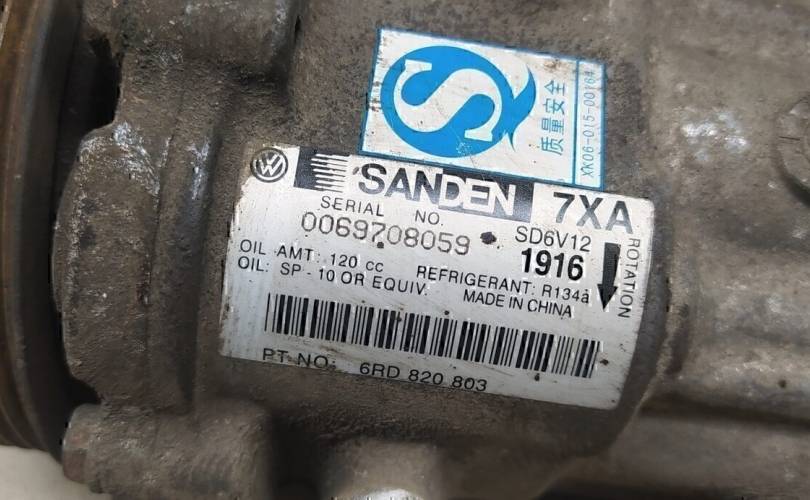 质量安全
XK06-015-00164
SANDEN 7XA
SERIAL NO. SD6V12
0069708059 1916
ROTATION
OIL AMT: 120 cc REFRIGERANT: R134a
OIL: SP-10 OR EQUIV. MADE IN CHINA
PT NO: 6RD 820 803